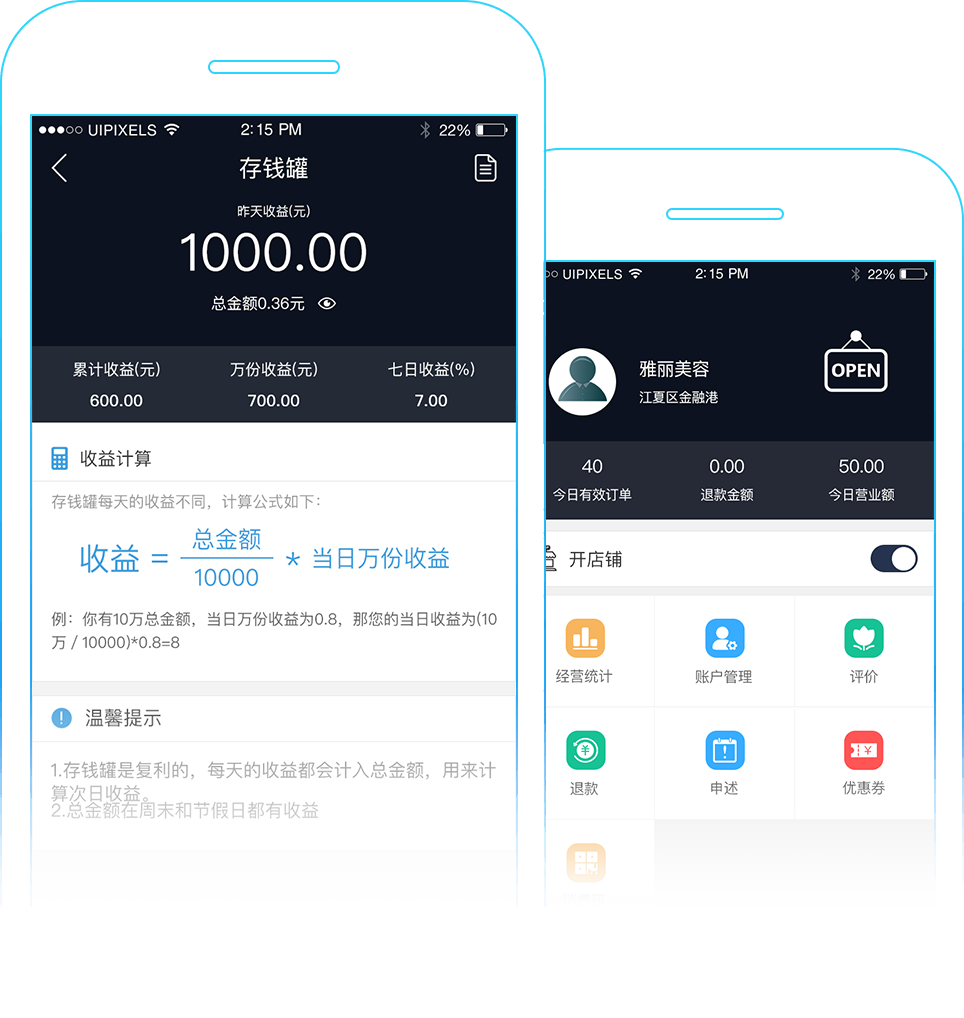 UIPIXELS
2:15 PM
22%
存钱罐
昨天收益(元)
1000.00
总金额0.36元
累计收益(元) 万份收益(元) 七日收益(%)
600.00 700.00 7.00
收益计算
存钱罐每天的收益不同，计算公式如下：
收益 = 总金额 / 10000 * 当日万份收益
例：你有10万总金额，当日万份收益为0.8，那您的当日收益为(10
万 / 10000)*0.8=8
温馨提示
1.存钱罐是复利的，每天的收益都会计入总金额，用来计
算次日收益。
2.总金额在周末和节假日都有收益
UIPIXELS
2:15 PM
22%
雅丽美容
江夏区金融港
OPEN
40 0.00 50.00
今日有效订单 退款金额 今日营业额
开店铺
经营统计 账户管理 评价
退款 申述 优惠券